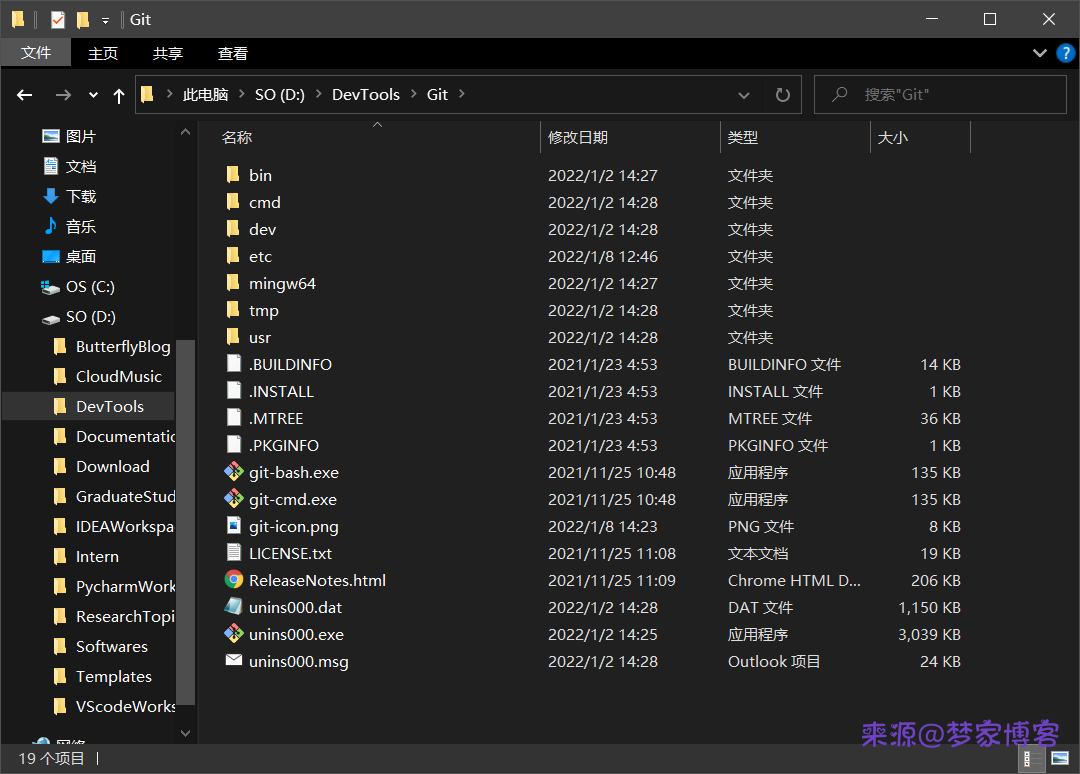 Git
文件 主页 共享 查看
此电脑 SO (D:) DevTools Git 搜索"Git"
图片
文档
下载
音乐
桌面
OS (C:)
SO (D:)
ButterflyBlog
CloudMusic
DevTools
Documentatic
Download
GraduateStud
IDEAWorkspa
Intern
PycharmWork
ResearchTopi
Softwares
Templates
VScodeWorks
网络
名称 修改日期 类型 大小
bin 2022/1/2 14:27 文件夹
cmd 2022/1/2 14:28 文件夹
dev 2022/1/2 14:28 文件夹
etc 2022/1/8 12:46 文件夹
mingw64 2022/1/2 14:27 文件夹
tmp 2022/1/2 14:28 文件夹
usr 2022/1/2 14:28 文件夹
.BUILDINFO 2021/1/23 4:53 BUILDINFO 文件 14 KB
.INSTALL 2021/1/23 4:53 INSTALL 文件 1 KB
.MTREE 2021/1/23 4:53 MTREE 文件 36 KB
.PKGINFO 2021/1/23 4:53 PKGINFO 文件 1 KB
git-bash.exe 2021/11/25 10:48 应用程序 135 KB
git-cmd.exe 2021/11/25 10:48 应用程序 135 KB
git-icon.png 2022/1/8 14:23 PNG 文件 8 KB
LICENSE.txt 2021/11/25 11:08 文本文档 19 KB
ReleaseNotes.html 2021/11/25 11:09 Chrome HTML D... 206 KB
unins000.dat 2022/1/2 14:28 DAT 文件 1,150 KB
unins000.exe 2022/1/2 14:25 应用程序 3,039 KB
unins000.msg 2022/1/2 14:28 Outlook 项目 24 KB
来源@梦家博客
19 个项目